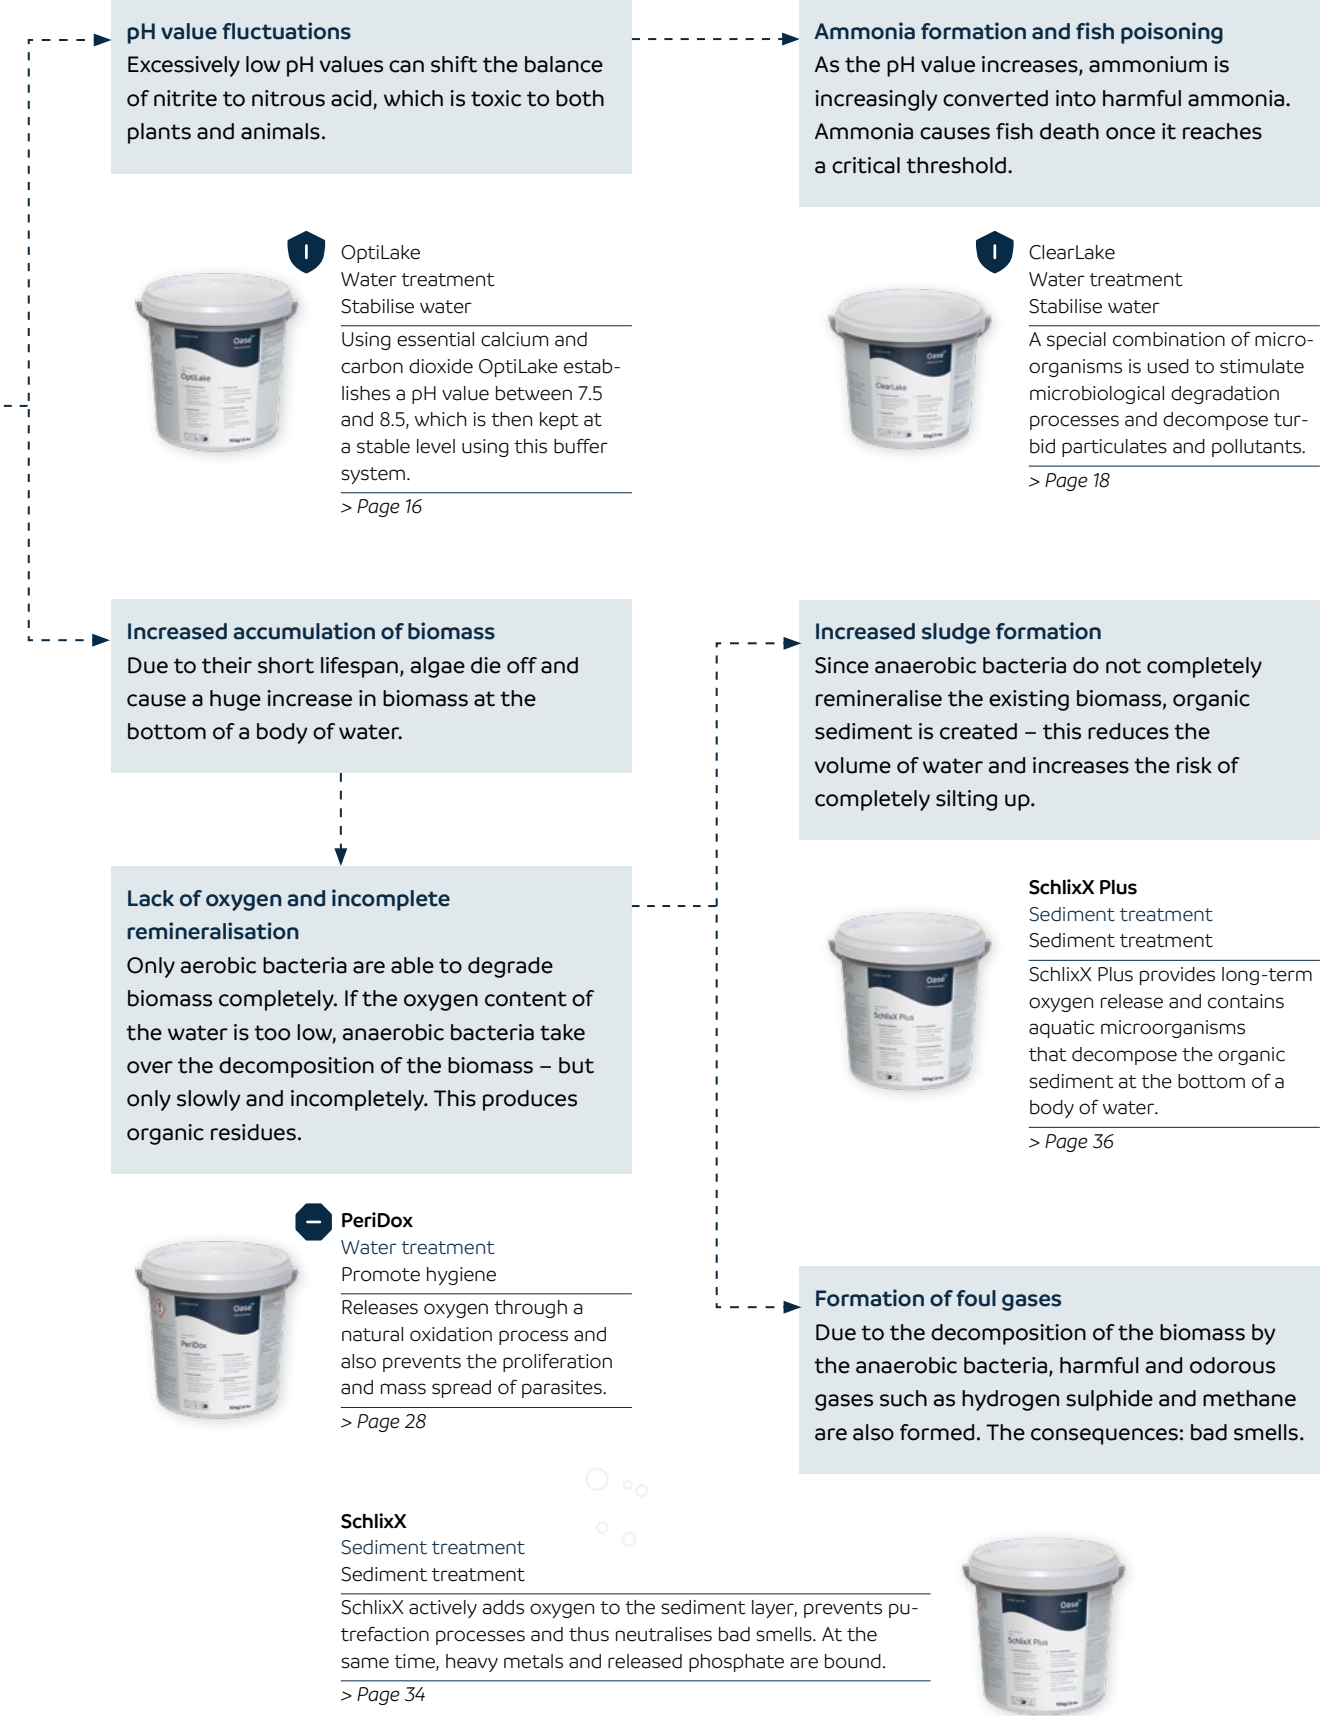 pH value fluctuations
Excessively low pH values can shift the balance
of nitrite to nitrous acid, which is toxic to both
plants and animals.
Ammonia formation and fish poisoning
As the pH value increases, ammonium is
increasingly converted into harmful ammonia.
Ammonia causes fish death once it reaches
a critical threshold.
OptiLake
Water treatment
Stabilise water
Using essential calcium and
carbon dioxide OptiLake estab-
lishes a pH value between 7.5
and 8.5, which is then kept at
a stable level using this buffer
system.
> Page 16
Oase
OptiLake
ClearLake
Water treatment
Stabilise water
A special combination of micro-
organisms is used to stimulate
microbiological degradation
processes and decompose tur-
bid particulates and pollutants.
> Page 18
Oase
ClearLake
Increased accumulation of biomass
Due to their short lifespan, algae die off and
cause a huge increase in biomass at the
bottom of a body of water.
Increased sludge formation
Since anaerobic bacteria do not completely
remineralise the existing biomass, organic
sediment is created – this reduces the
volume of water and increases the risk of
completely silting up.
Lack of oxygen and incomplete
remineralisation
Only aerobic bacteria are able to degrade
biomass completely. If the oxygen content of
the water is too low, anaerobic bacteria take
over the decomposition of the biomass – but
only slowly and incompletely. This produces
organic residues.
SchlixX Plus
Sediment treatment
Sediment treatment
SchlixX Plus provides long-term
oxygen release and contains
aquatic microorganisms
that decompose the organic
sediment at the bottom of a
body of water.
> Page 36
Oase
SchlixX Plus
PeriDox
Water treatment
Promote hygiene
Releases oxygen through a
natural oxidation process and
also prevents the proliferation
and mass spread of parasites.
> Page 28
Oase
PeriDox
Formation of foul gases
Due to the decomposition of the biomass by
the anaerobic bacteria, harmful and odorous
gases such as hydrogen sulphide and methane
are also formed. The consequences: bad smells.
SchlixX
Sediment treatment
Sediment treatment
SchlixX actively adds oxygen to the sediment layer, prevents pu-
trefaction processes and thus neutralises bad smells. At the
same time, heavy metals and released phosphate are bound.
> Page 34
Oase
SchlixX Plus